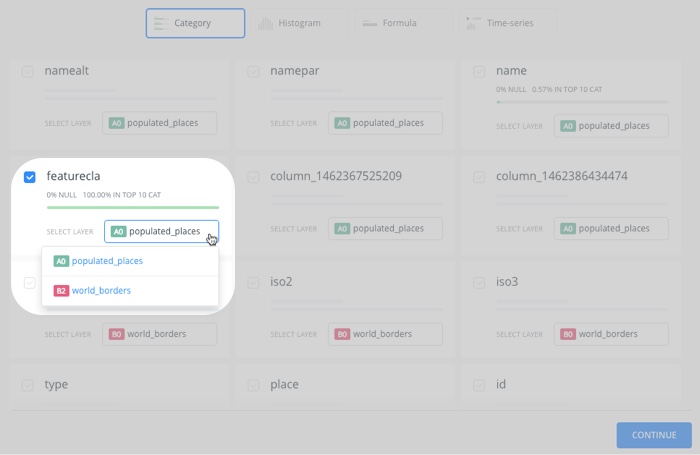 Category Histogram Formula Time-series
namealt namepar name
0% NULL 0.57% IN TOP 10 CAT
SELECT LAYER A0 populated_places SELECT LAYER A0 populated_places SELECT LAYER A0 populated_places
featurecla column_1462367525209 column_1462386434474
0% NULL 100.00% IN TOP 10 CAT
SELECT LAYER A0 populated_places SELECT LAYER A0 populated_places SELECT LAYER A0 populated_places
A0 populated_places
B2 world_borders
iso2 iso3
SELECT LAYER B0 world_borders SELECT LAYER B0 world_borders SELECT LAYER B0 world_borders
type place id
CONTINUE